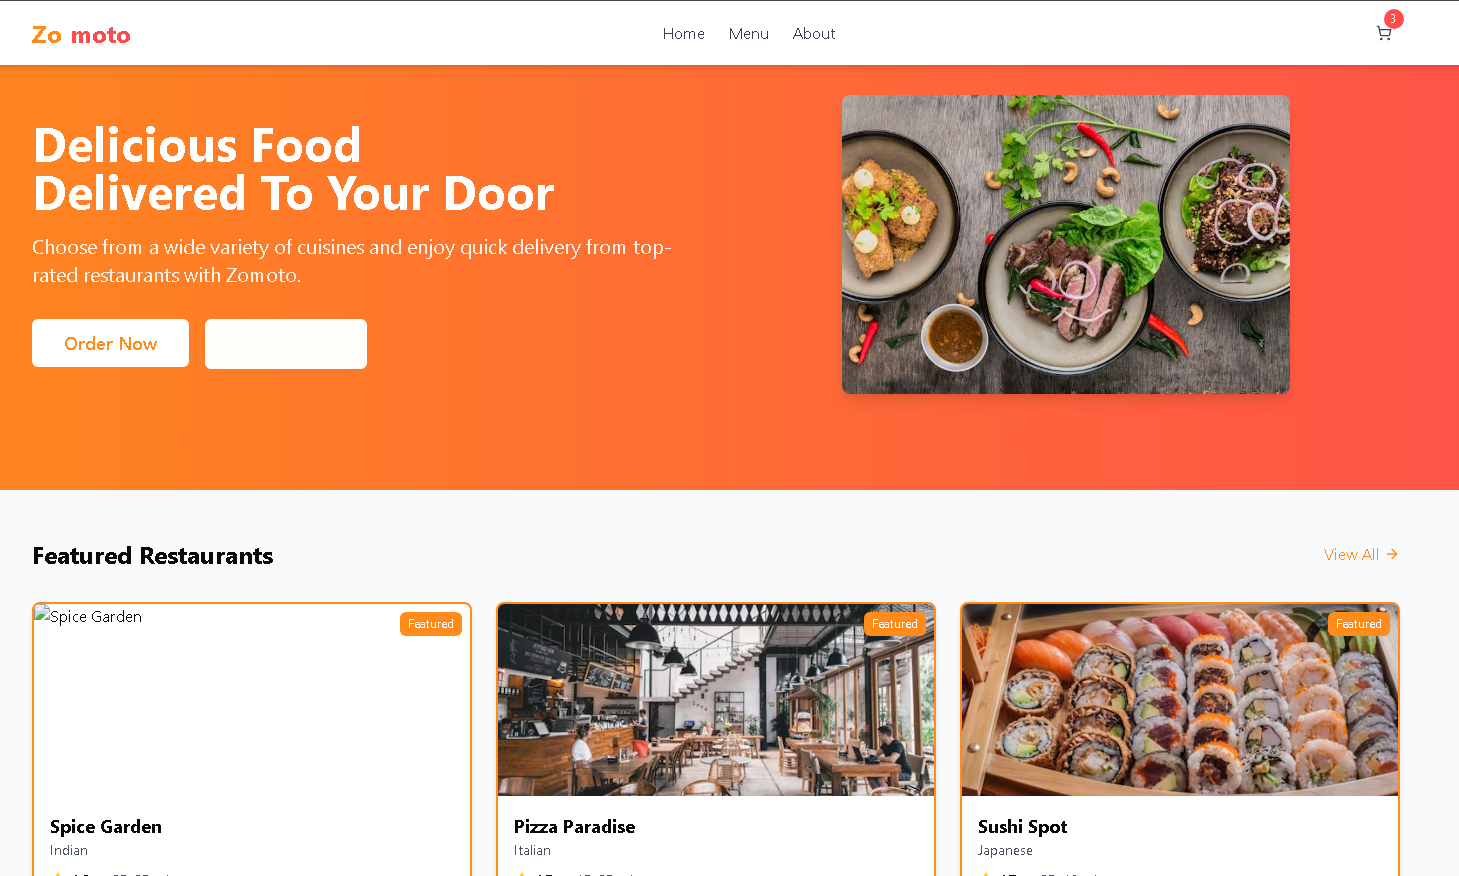 Zo moto
Home Menu About
3
Delicious Food
Delivered To Your Door
Choose from a wide variety of cuisines and enjoy quick delivery from top-
rated restaurants with Zomoto.
Order Now
Learn More
Featured Restaurants
View All
Spice Garden
Featured
Featured
Featured
Spice Garden
Indian
Pizza Paradise
Italian
Sushi Spot
Japanese